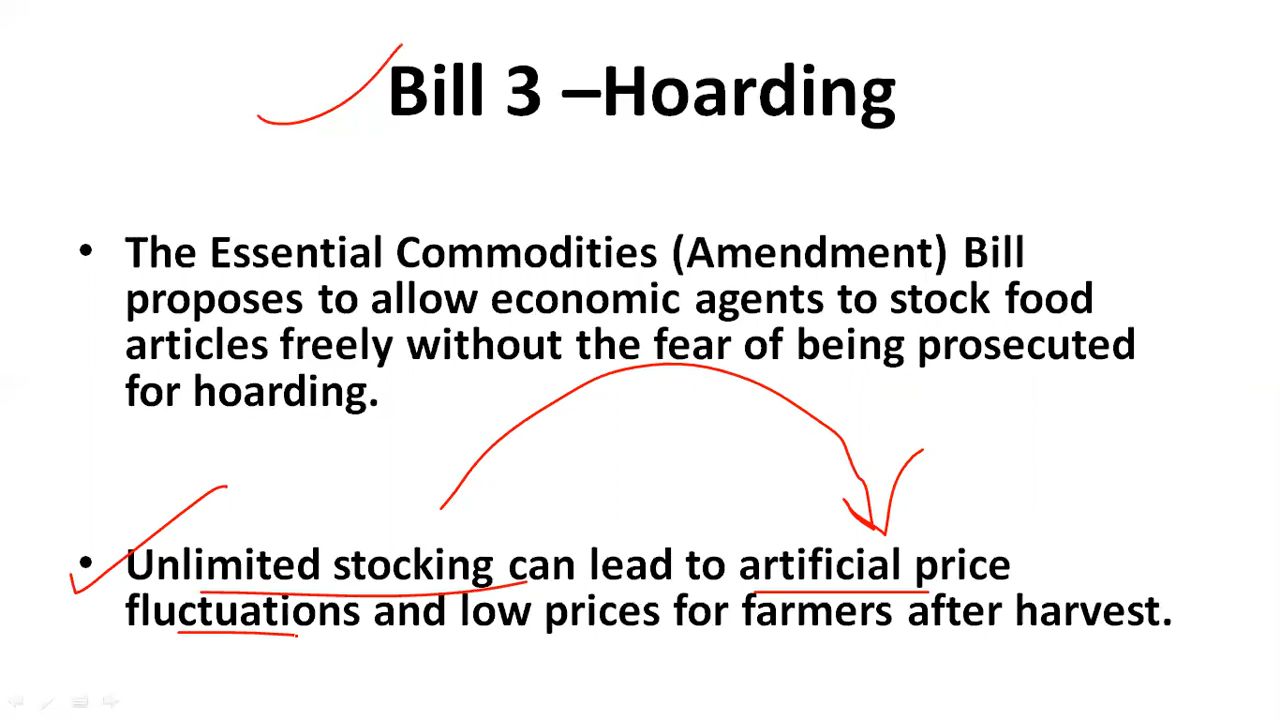 Bill 3 –Hoarding
• The Essential Commodities (Amendment) Bill
proposes to allow economic agents to stock food
articles freely without the fear of being prosecuted
for hoarding.
• Unlimited stocking can lead to artificial price
fluctuations and low prices for farmers after harvest.